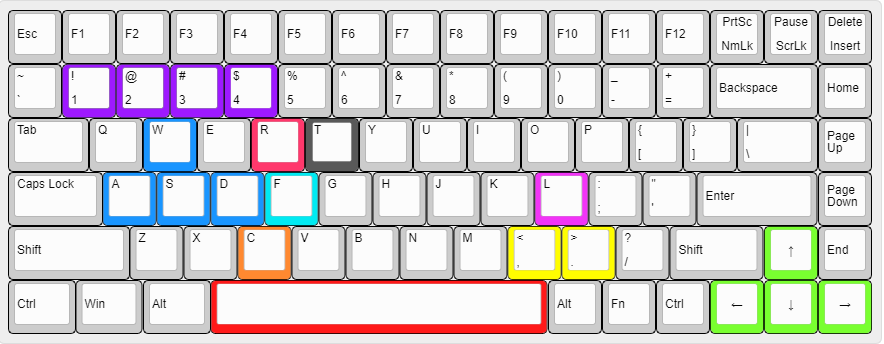 Esc F1 F2 F3 F4 F5 F6 F7 F8 F9 F10 F11 F12 PrtSc Pause Delete
NmLk ScrLk Insert
~ ! @ # $ % ^ & * ( ) _ + Backspace Home
` 1 2 3 4 5 6 7 8 9 0 - =
Tab Q W E R T Y U I O P { } | Page
[ ] \ Up
Caps Lock A S D F G H J K L : " Enter Page
; ' Down
Shift Z X C V B N M < > ? Shift ↑ End
, . /
Ctrl Win Alt Alt Fn Ctrl ← ↓ →